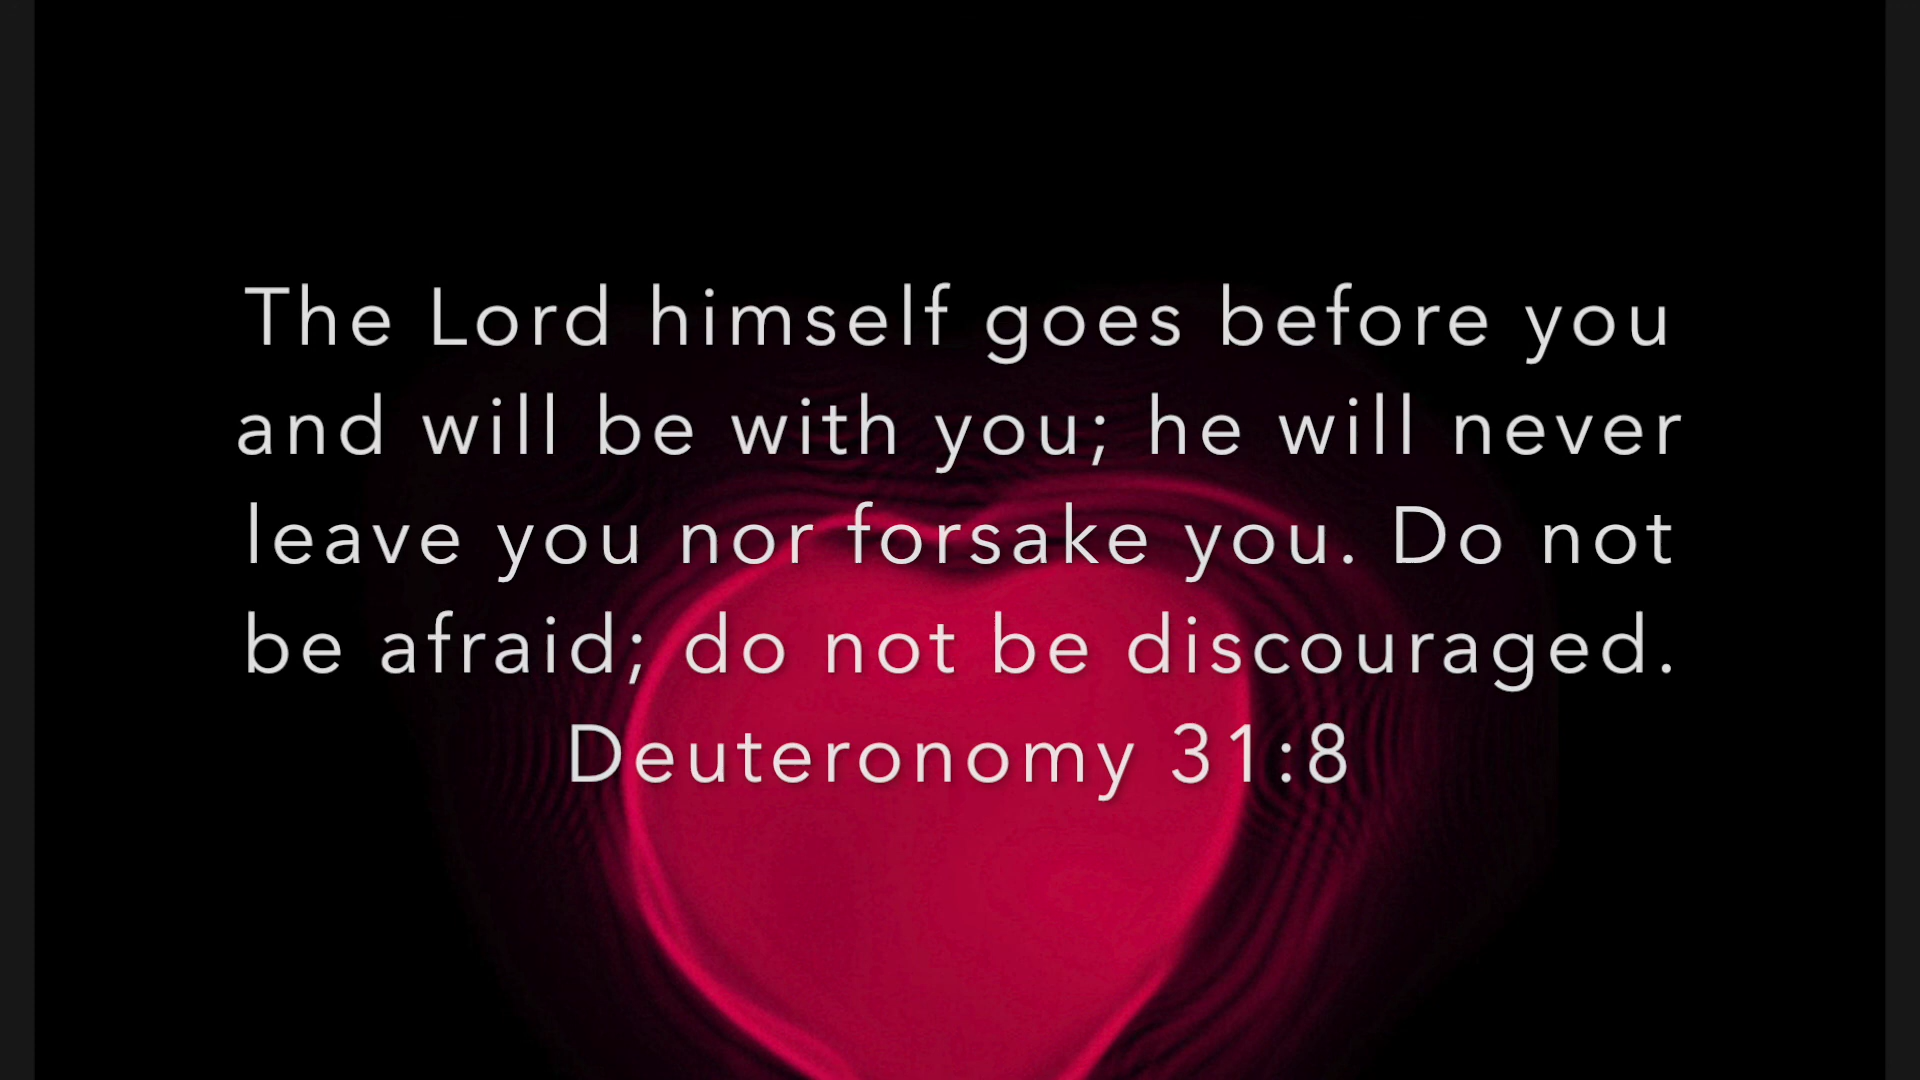 The Lord himself goes before you
and will be with you; he will never
leave you nor forsake you. Do not
be afraid; do not be discouraged.
Deuteronomy 31:8